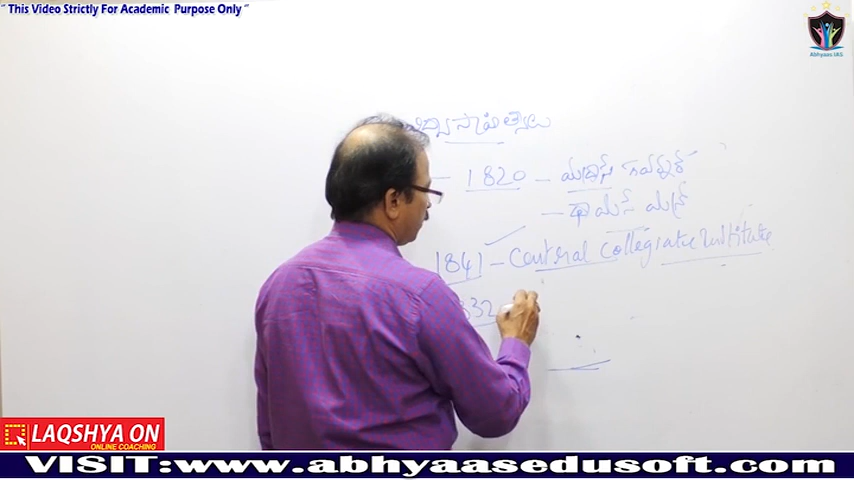 " This Video Strictly For Academic Purpose Only "
Abhyaas IAS
1820 - మద్రాస్ గవర్నర్
- థామస్ మన్రో
1841 - Central Collegiate Institute
832
LAQSHYA ON
ONLINE COACHING
VISIT:www.abhyaasedusoft.com